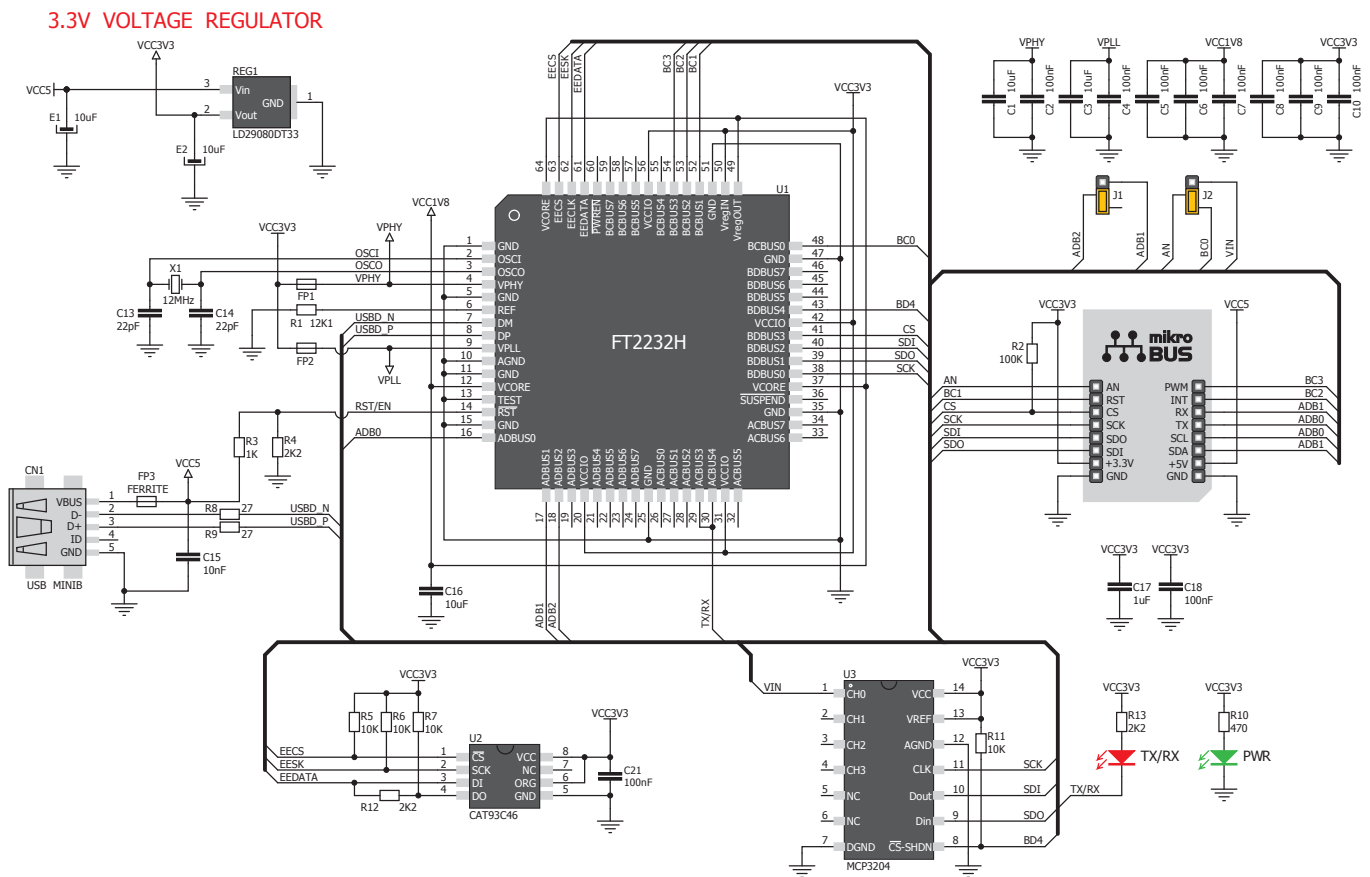 3.3V VOLTAGE REGULATOR
VCC3V3
REG1
VCC5
3 Vin
GND 1
2 Vout
LD29080DT33
E1 10uF
E2 10uF
EECS
EESK
EEDATA
BC3
BC2
BC1
VCC3V3
VPHY
VPLL
VCC1V8
VCC3V3
C1 10uF
C2 100nF
C3 10uF
C4 100nF
C5 100nF
C6 100nF
C7 100nF
C8 100nF
C9 100nF
C10 100nF
J1
J2
ADB2
ADB1
AN
BC0
VIN
64 63 62 61 60 59 58 57 56 55 54 53 52 51 50 49
U1
VCORE
EECS
EECLK
EEDATA
PWREN
BCBUS7
BCBUS6
BCBUS5
VCCIO
BCBUS4
BCBUS3
BCBUS2
BCBUS1
GND
VregIN
VregOUT
VCC1V8
VCC3V3
VPHY
OSCI
OSCO
VPHY
X1
12MHz
C13
22pF
C14
22pF
FP1
R1 12K1
USBD_N
USBD_P
FP2
VPLL
RST/EN
ADB0
1 GND
2 OSCI
3 OSCO
4 VPHY
5 GND
6 REF
7 DM
8 DP
9 VPLL
10 AGND
11 GND
12 VCORE
13 TEST
14 RST
15 GND
16 ADBUS0
FT2232H
BCBUS0 48 BC0
GND 47
BDBUS7 46
BDBUS6 45
BDBUS5 44
BDBUS4 43 BD4
VCCIO 42
BDBUS3 41 CS
BDBUS2 40 SDI
BDBUS1 39 SDO
BDBUS0 38 SCK
VCORE 37
SUSPEND 36
GND 35
ACBUS7 34
ACBUS6 33
ADBUS1
ADBUS2
ADBUS3
VCCIO
ADBUS4
ADBUS5
ADBUS6
ADBUS7
GND
ACBUS0
ACBUS1
ACBUS2
ACBUS3
ACBUS4
VCCIO
ACBUS5
17 18 19 20 21 22 23 24 25 26 27 28 29 30 31 32
R3
1K
R4
2K2
CN1
FP3
FERRITE
VCC5
VBUS 1
D- 2
D+ 3
ID 4
GND 5
R8 27
USBD_N
R9 27
USBD_P
C15
10nF
USB MINIB
C16
10uF
ADB1
ADB2
TX/RX
VCC3V3
VCC5
R2
100K
mikro
BUS
AN
BC1
CS
SCK
SDI
SDO
AN
RST
CS
SCK
SDO
SDI
+3.3V
GND
PWM
INT
RX
TX
SCL
SDA
+5V
GND
BC3
BC2
ADB1
ADB0
ADB0
ADB1
VCC3V3
VCC3V3
C17
1uF
C18
100nF
VCC3V3
R5
10K
R6
10K
R7
10K
EECS
EESK
EEDATA
R12 2K2
U2
1 CS
2 SCK
3 DI
4 DO
VCC 8
NC 7
ORG 6
GND 5
CAT93C46
VCC3V3
C21
100nF
VIN
U3
1 CH0
2 CH1
3 CH2
4 CH3
5 NC
6 NC
7 DGND
VCC 14
VREF 13
AGND 12
CLK 11
Dout 10
Din 9
CS-SHDN 8
MCP3204
VCC3V3
R11
10K
SCK
SDI
SDO
BD4
TX/RX
VCC3V3
R13
2K2
TX/RX
VCC3V3
R10
470
PWR